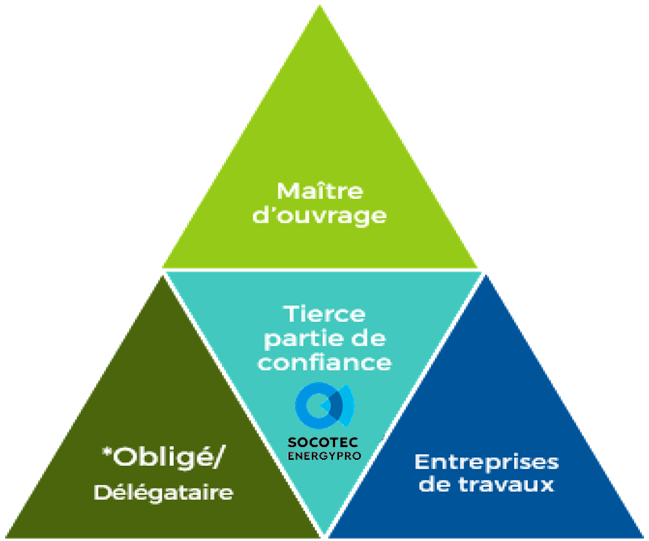 Maître
d'ouvrage
Tierce
partie de
confiance
SOCOTEC
ENERGYPRO
*Obligé/
Délégataire
Entreprises
de travaux